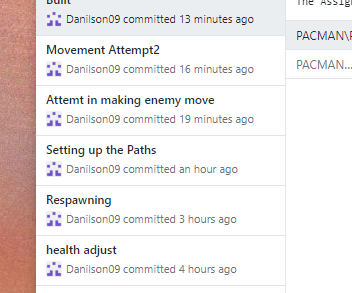 Built
Danilson09 committed 13 minutes ago
Movement Attempt2
Danilson09 committed 16 minutes ago
Attemt in making enemy move
Danilson09 committed 19 minutes ago
Setting up the Paths
Danilson09 committed an hour ago
Respawning
Danilson09 committed 3 hours ago
health adjust
Danilson09 committed 4 hours ago
The Assig
PACMAN\
PACMAN...